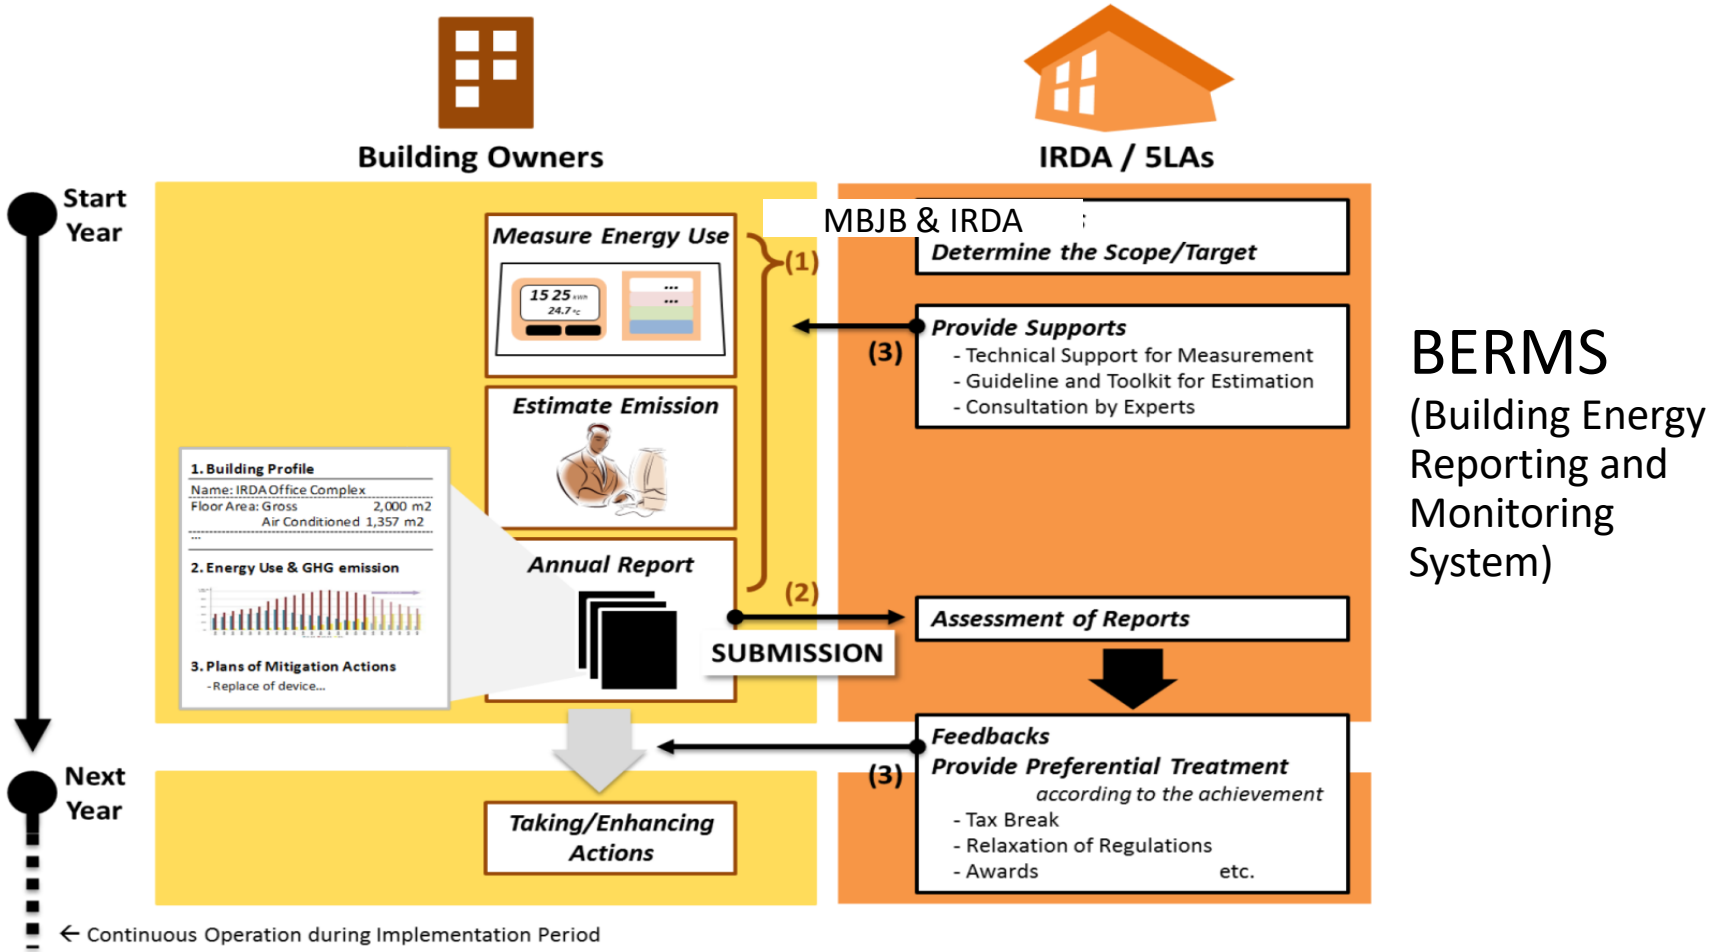 Building Owners
IRDA / 5LAs
Start
Year
Measure Energy Use
15 25 kWh
24.7 °C
...
...
(1)
MBJB & IRDA
Determine the Scope/Target
Provide Supports
(3)
- Technical Support for Measurement
- Guideline and Toolkit for Estimation
- Consultation by Experts
BERMS
(Building Energy
Reporting and
Monitoring
System)
Estimate Emission
1. Building Profile
Name: IRDA Office Complex
Floor Area: Gross 2,000 m2
Air Conditioned 1,357 m2
...
2. Energy Use & GHG emission
3. Plans of Mitigation Actions
- Replace of device...
Annual Report
(2)
SUBMISSION
Assessment of Reports
Feedbacks
Provide Preferential Treatment
(3)
according to the achievement
- Tax Break
- Relaxation of Regulations
- Awards etc.
Next
Year
Taking/Enhancing
Actions
← Continuous Operation during Implementation Period